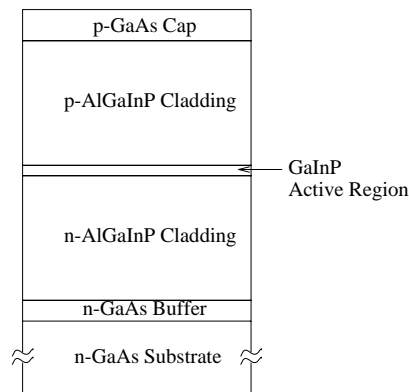 p-GaAs Cap
p-AlGaInP Cladding
GaInP
Active Region
n-AlGaInP Cladding
n-GaAs Buffer
n-GaAs Substrate